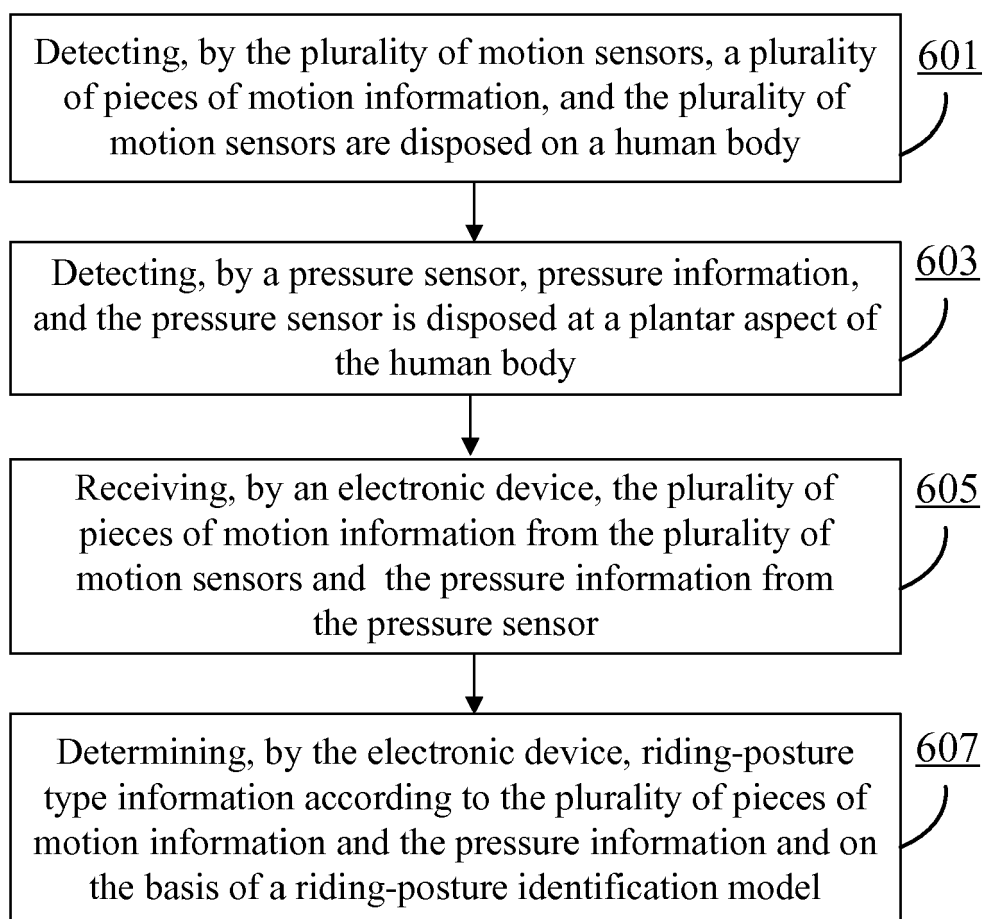 Detecting, by the plurality of motion sensors, a plurality
of pieces of motion information, and the plurality of
motion sensors are disposed on a human body
601
Detecting, by a pressure sensor, pressure information,
and the pressure sensor is disposed at a plantar aspect of
the human body
603
Receiving, by an electronic device, the plurality of
pieces of motion information from the plurality of
motion sensors and the pressure information from
the pressure sensor
605
Determining, by the electronic device, riding-posture
type information according to the plurality of pieces of
motion information and the pressure information and on
the basis of a riding-posture identification model
607